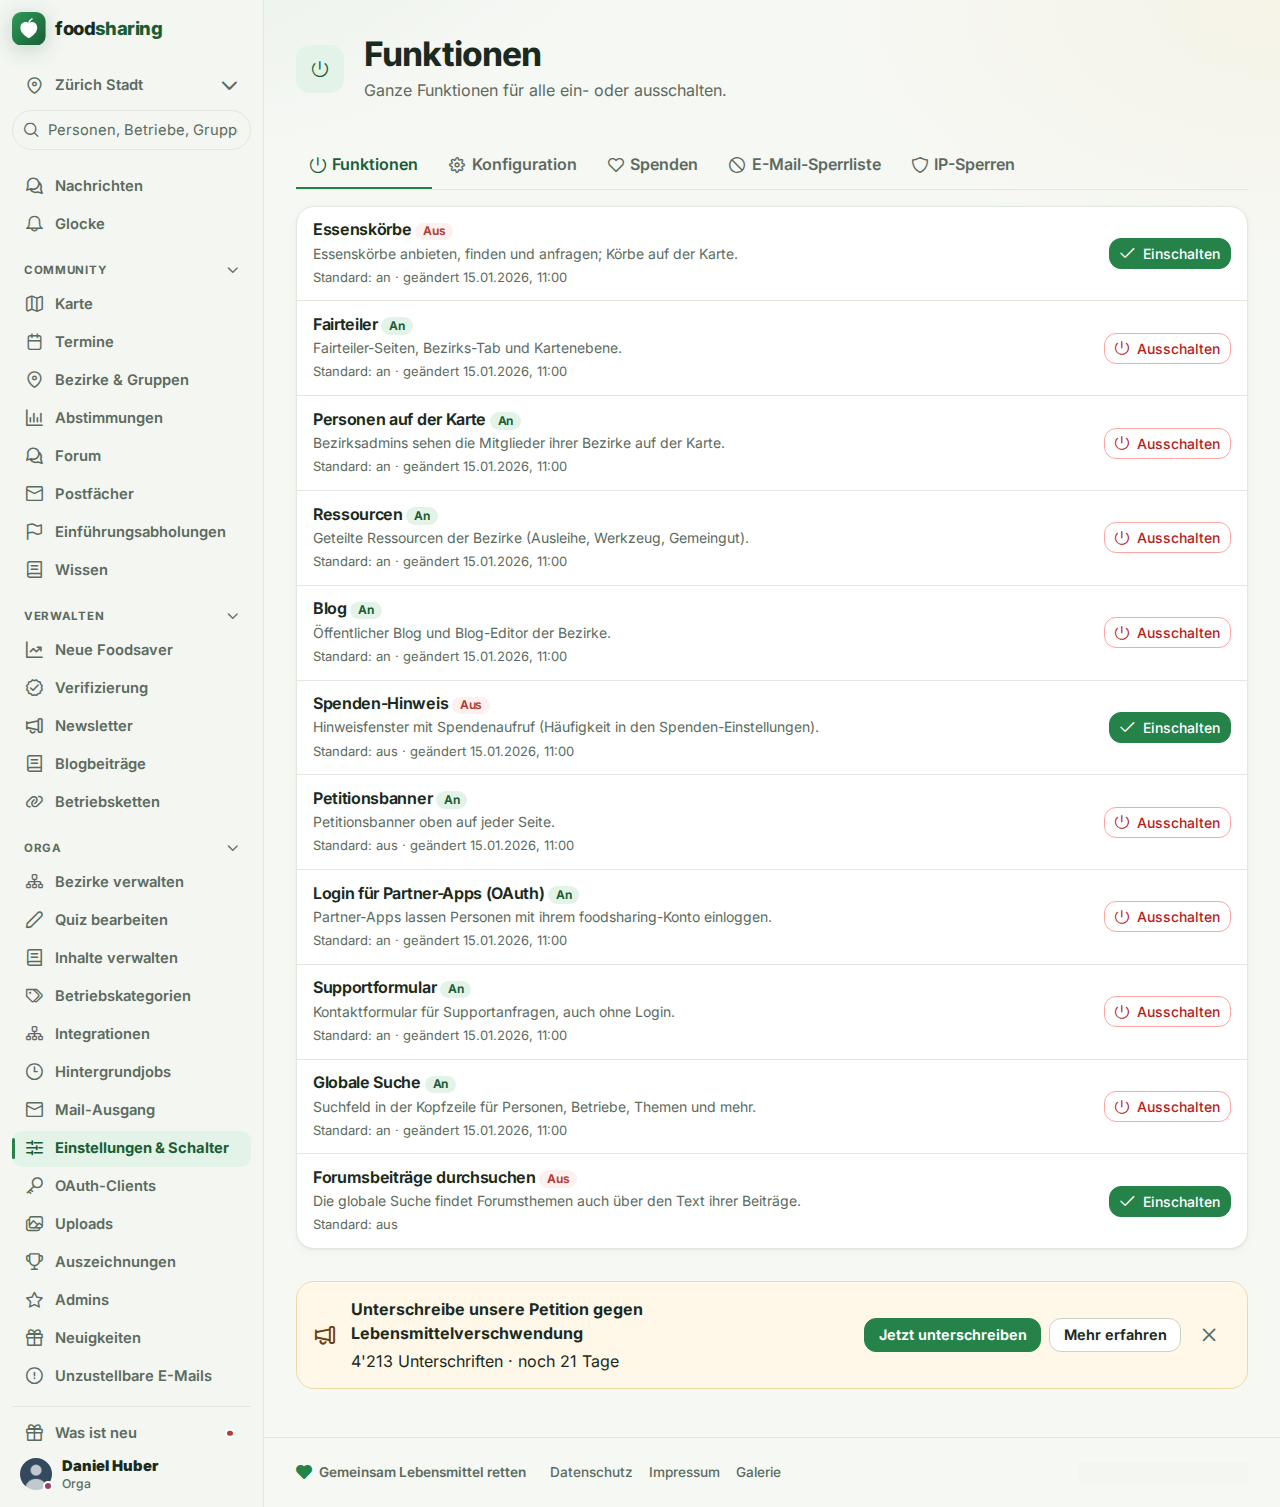 foodsharing
Zürich Stadt
Personen, Betriebe, Grupp
Nachrichten
Glocke
COMMUNITY
Karte
Termine
Bezirke & Gruppen
Abstimmungen
Forum
Postfächer
Einführungsabholungen
Wissen
VERWALTEN
Neue Foodsaver
Verifizierung
Newsletter
Blogbeiträge
Betriebsketten
ORGA
Bezirke verwalten
Quiz bearbeiten
Inhalte verwalten
Betriebskategorien
Integrationen
Hintergrundjobs
Mail-Ausgang
Einstellungen & Schalter
OAuth-Clients
Uploads
Auszeichnungen
Admins
Neuigkeiten
Unzustellbare E-Mails
Was ist neu
Daniel Huber
Orga
Funktionen
Ganze Funktionen für alle ein- oder ausschalten.
Funktionen Konfiguration Spenden E-Mail-Sperrliste IP-Sperren
Essenskörbe Aus
Essenskörbe anbieten, finden und anfragen; Körbe auf der Karte.
Standard: an · geändert 15.01.2026, 11:00
Einschalten
Fairteiler An
Fairteiler-Seiten, Bezirks-Tab und Kartenebene.
Standard: an · geändert 15.01.2026, 11:00
Ausschalten
Personen auf der Karte An
Bezirksadmins sehen die Mitglieder ihrer Bezirke auf der Karte.
Standard: an · geändert 15.01.2026, 11:00
Ausschalten
Ressourcen An
Geteilte Ressourcen der Bezirke (Ausleihe, Werkzeug, Gemeingut).
Standard: an · geändert 15.01.2026, 11:00
Ausschalten
Blog An
Öffentlicher Blog und Blog-Editor der Bezirke.
Standard: an · geändert 15.01.2026, 11:00
Ausschalten
Spenden-Hinweis Aus
Hinweisfenster mit Spendenaufruf (Häufigkeit in den Spenden-Einstellungen).
Standard: aus · geändert 15.01.2026, 11:00
Einschalten
Petitionsbanner An
Petitionsbanner oben auf jeder Seite.
Standard: aus · geändert 15.01.2026, 11:00
Ausschalten
Login für Partner-Apps (OAuth) An
Partner-Apps lassen Personen mit ihrem foodsharing-Konto einloggen.
Standard: an · geändert 15.01.2026, 11:00
Ausschalten
Supportformular An
Kontaktformular für Supportanfragen, auch ohne Login.
Standard: an · geändert 15.01.2026, 11:00
Ausschalten
Globale Suche An
Suchfeld in der Kopfzeile für Personen, Betriebe, Themen und mehr.
Standard: an · geändert 15.01.2026, 11:00
Ausschalten
Forumsbeiträge durchsuchen Aus
Die globale Suche findet Forumsthemen auch über den Text ihrer Beiträge.
Standard: aus
Einschalten
Unterschreibe unsere Petition gegen
Lebensmittelverschwendung
4'213 Unterschriften · noch 21 Tage
Jetzt unterschreiben Mehr erfahren
Gemeinsam Lebensmittel retten Datenschutz Impressum Galerie